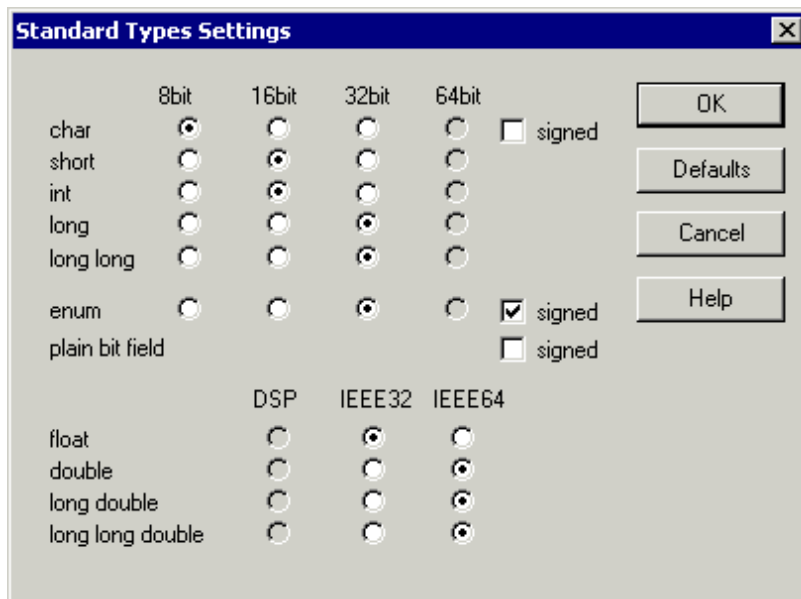 Standard Types Settings
8bit 16bit 32bit 64bit
char signed
short
int
long
long long
enum signed
plain bit field signed
DSP IEEE32 IEEE64
float
double
long double
long long double
OK
Defaults
Cancel
Help